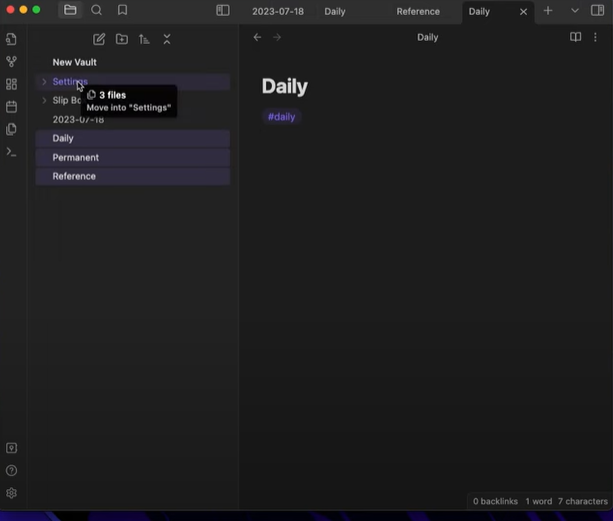 2023-07-18 Daily Reference Daily
Daily
New Vault
Settings
3 files
Move into "Settings"
Slip Bo
2023-07-18
Daily
Permanent
Reference
Daily
#daily
0 backlinks 1 word 7 characters